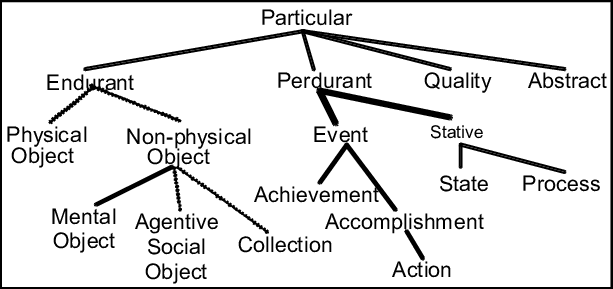 Particular
Endurant
Perdurant
Quality
Abstract
Physical
Object
Non-physical
Object
Event
Stative
Mental
Object
Agentive
Social
Object
Collection
Achievement
Accomplishment
State
Process
Action